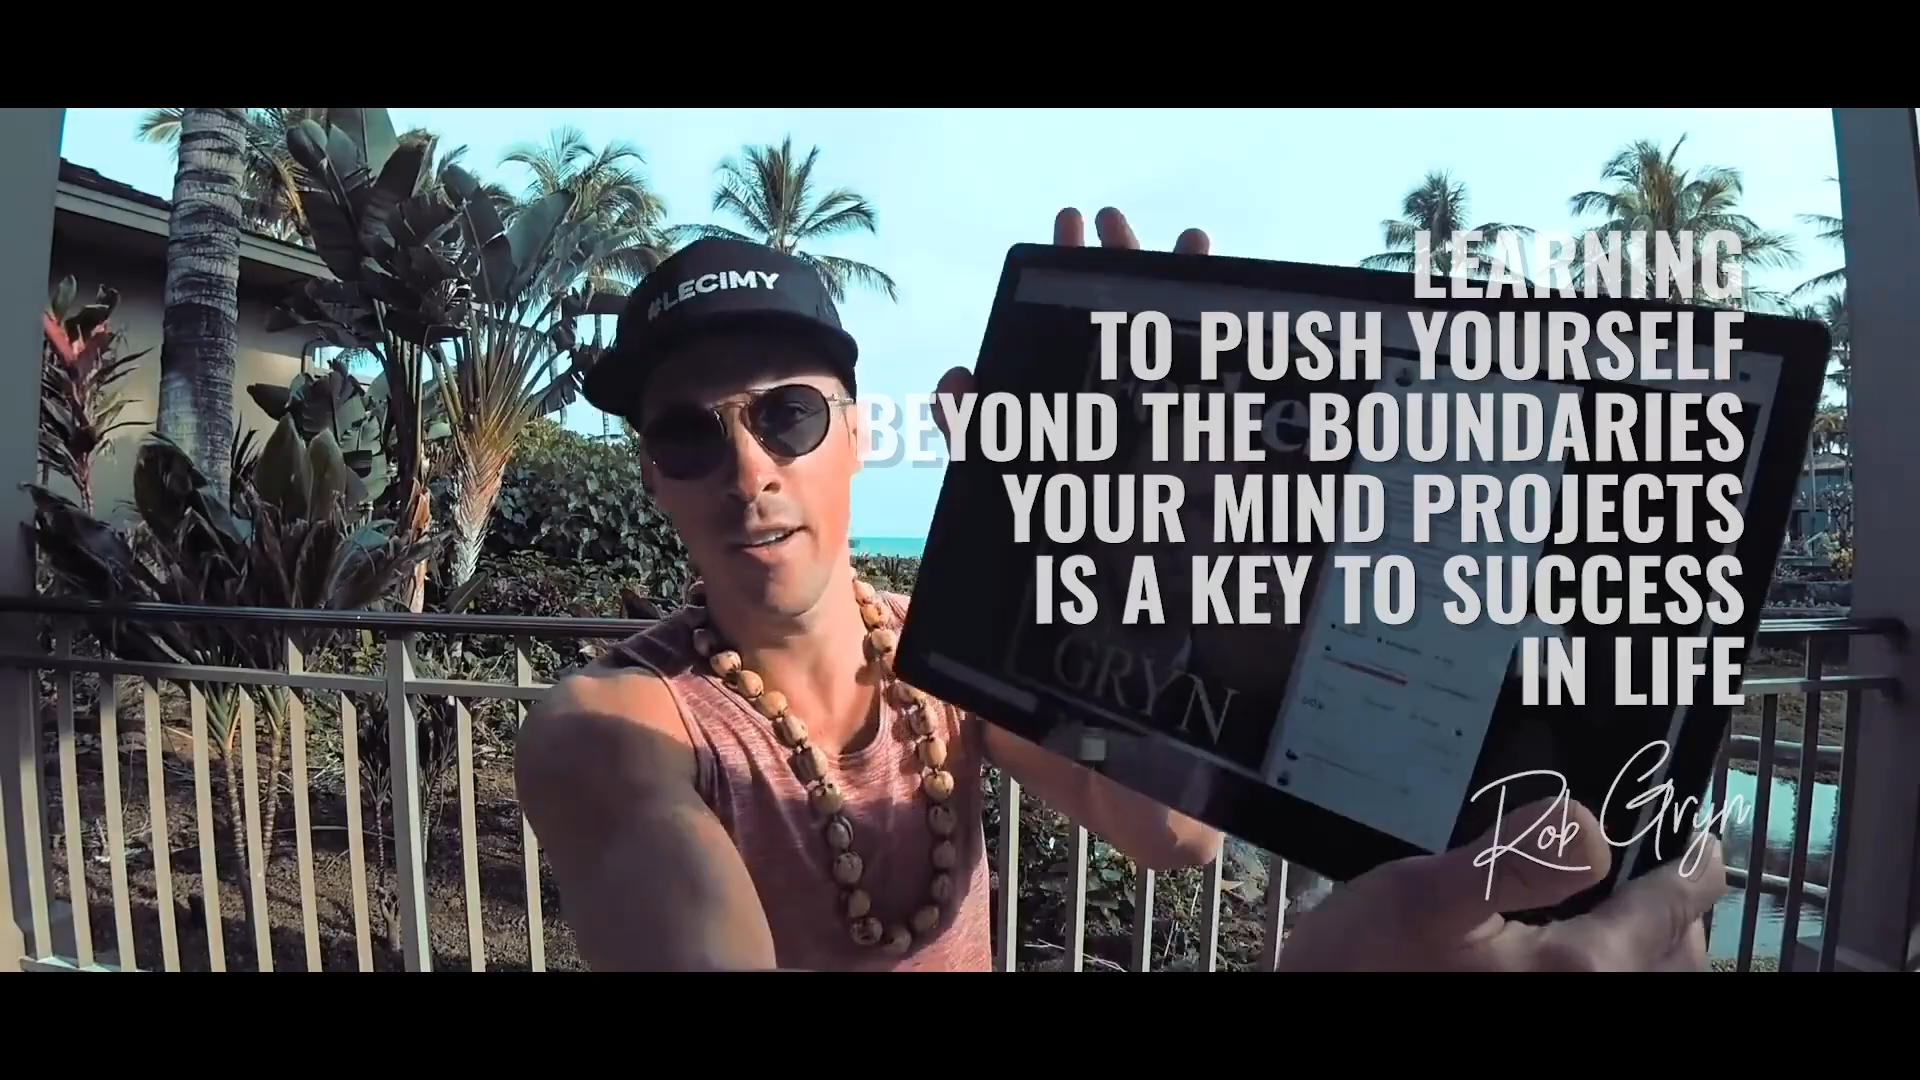 #LECIMY
LEARNING
TO PUSH YOURSELF
BEYOND THE BOUNDARIES
YOUR MIND PROJECTS
IS A KEY TO SUCCESS
IN LIFE
GRYN
Rob Gryn